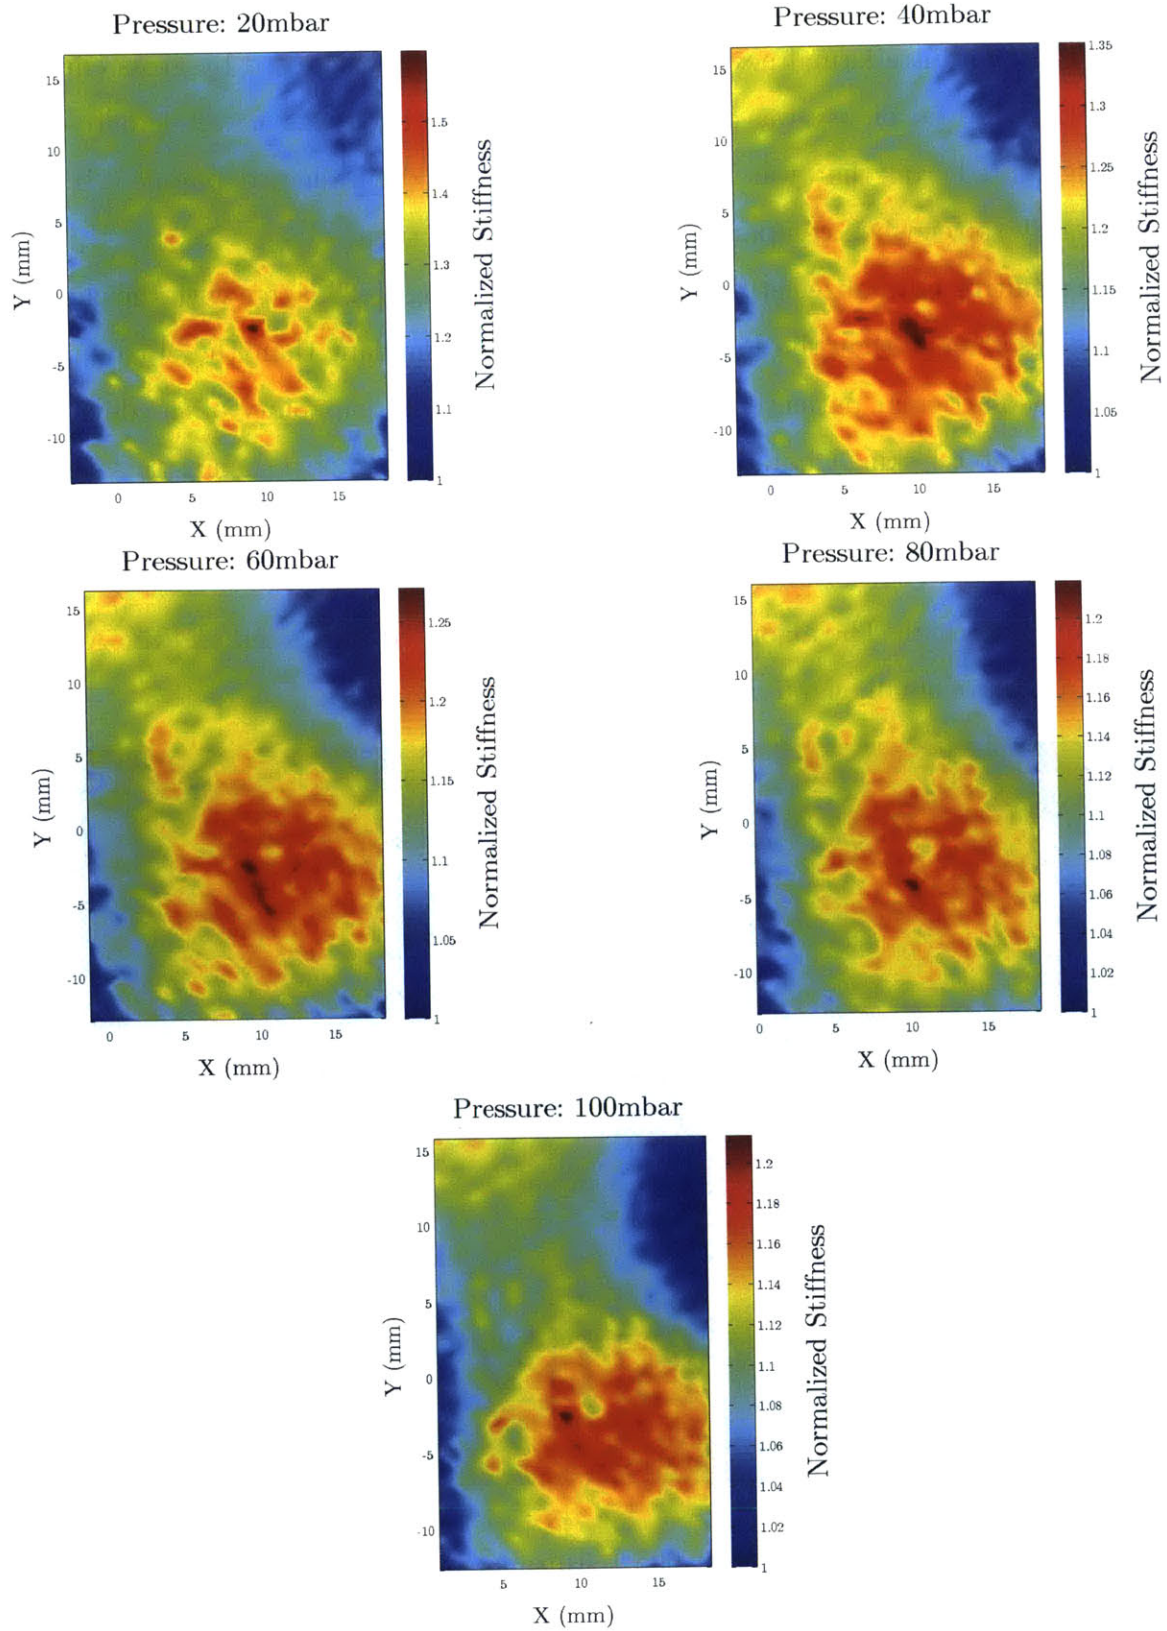 Pressure: 20mbar
15
10
5
0
-5
-10
Y (mm)
0 5 10 15
X (mm)
1.5
1.4
1.3
1.2
1.1
1
Normalized Stiffness
Pressure: 40mbar
15
10
5
0
-5
-10
Y (mm)
0 5 10 15
X (mm)
1.35
1.3
1.25
1.2
1.15
1.1
1.05
1
Normalized Stiffness
Pressure: 60mbar
15
10
5
0
-5
-10
Y (mm)
0 5 10 15
X (mm)
1.25
1.2
1.15
1.1
1.05
1
Normalized Stiffness
Pressure: 80mbar
15
10
5
0
-5
-10
Y (mm)
0 5 10 15
X (mm)
1.2
1.18
1.16
1.14
1.12
1.1
1.08
1.06
1.04
1.02
1
Normalized Stiffness
Pressure: 100mbar
15
10
5
0
-5
-10
Y (mm)
5 10 15
X (mm)
1.2
1.18
1.16
1.14
1.12
1.1
1.08
1.06
1.04
1.02
1
Normalized Stiffness